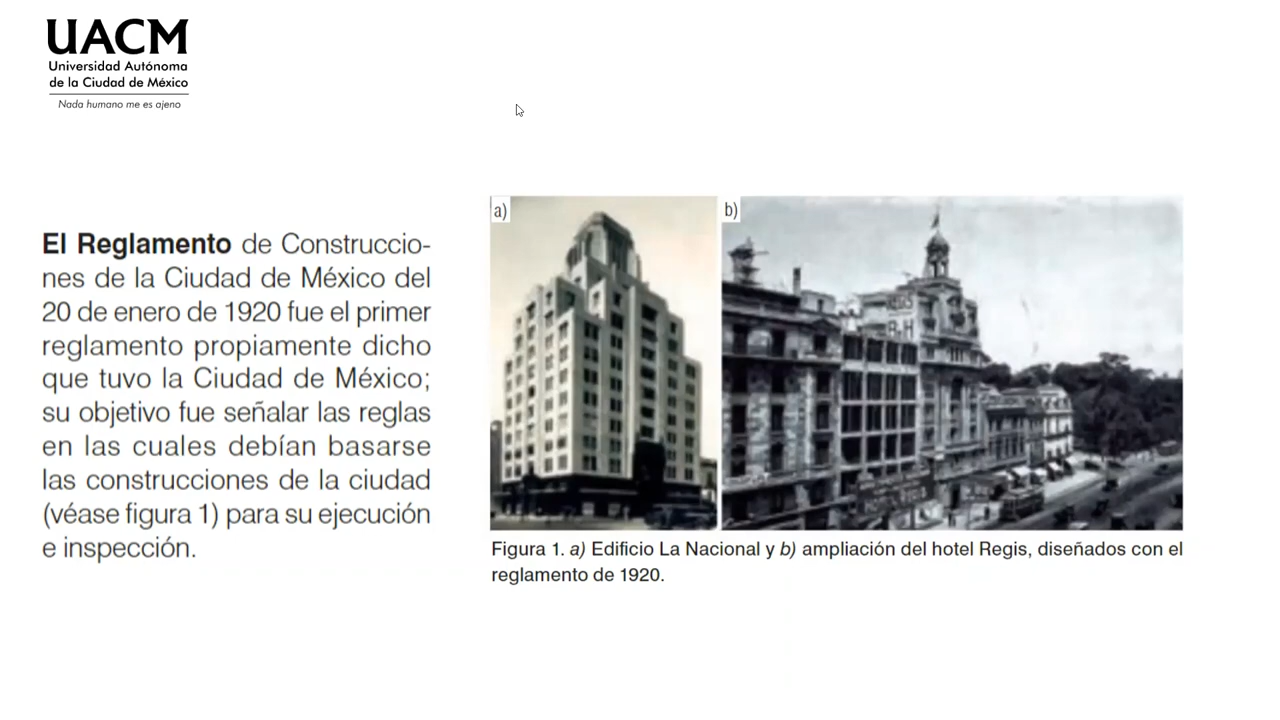 UACM
Universidad Autónoma
de la Ciudad de México
Nada humano me es ajeno
El Reglamento de Construccio-
nes de la Ciudad de México del
20 de enero de 1920 fue el primer
reglamento propiamente dicho
que tuvo la Ciudad de México;
su objetivo fue señalar las reglas
en las cuales debían basarse
las construcciones de la ciudad
(véase figura 1) para su ejecución
e inspección.
a)
b)
REGIS
Figura 1. a) Edificio La Nacional y b) ampliación del hotel Regis, diseñados con el
reglamento de 1920.